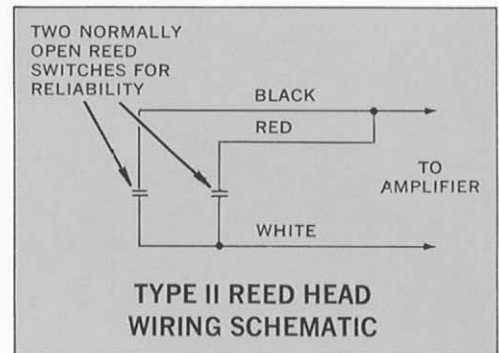 TWO NORMALLY
OPEN REED
SWITCHES FOR
RELIABILITY
BLACK
RED
TO
AMPLIFIER
WHITE
TYPE II REED HEAD
WIRING SCHEMATIC